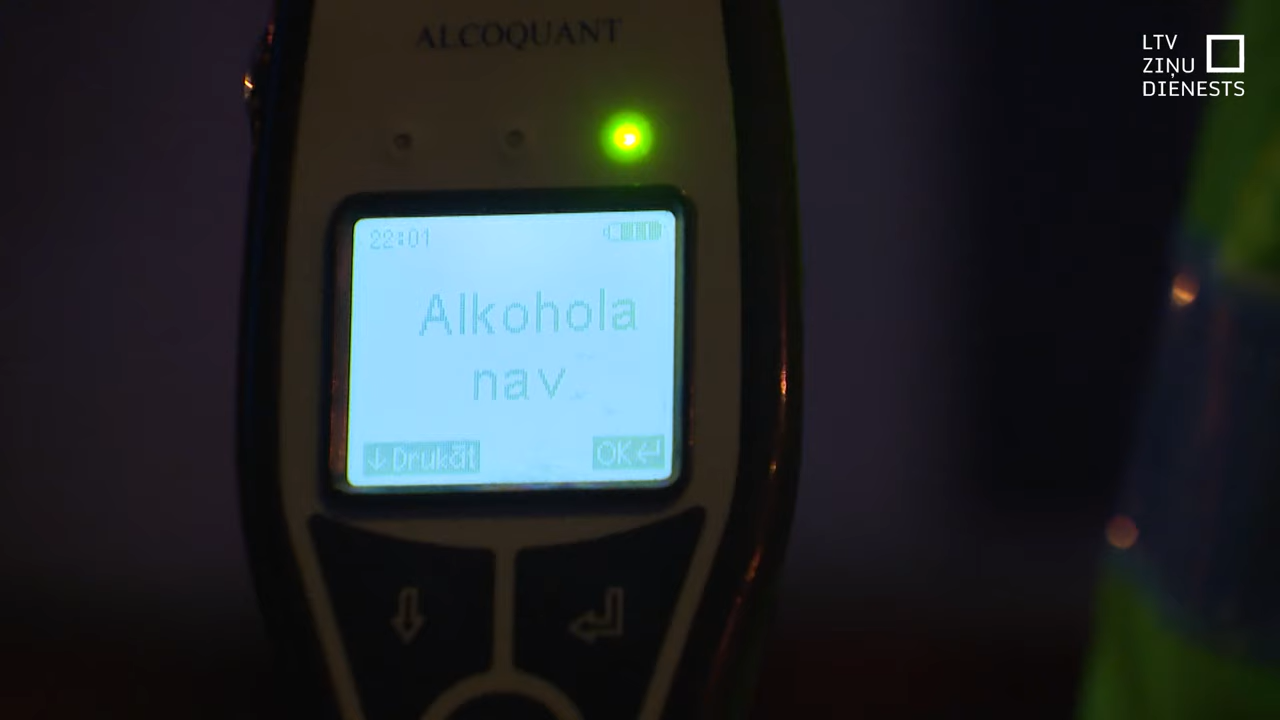 ALCOQUANT
LTV
ZIŅU
DIENESTS
22:01
Alkohola
nav
↓Drukāt
OK↵